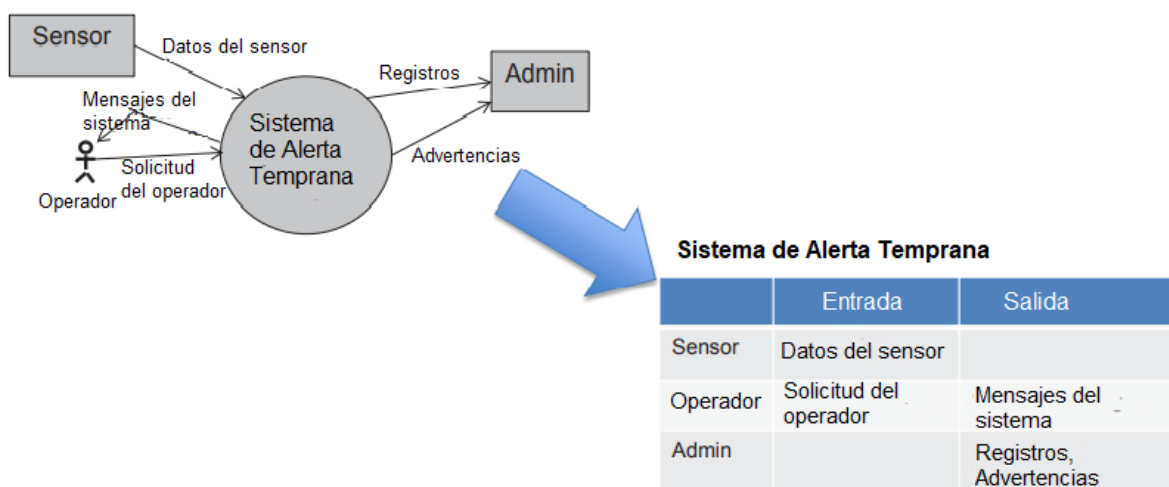 Sensor
Datos del sensor
Registros
Admin
Mensajes del
sistema
Sistema
de Alerta
Temprana
Advertencias
Solicitud
del operador
Operador
Sistema de Alerta Temprana
Entrada Salida
Sensor Datos del sensor
Operador Solicitud del
operador
Mensajes del
sistema
Admin Registros,
Advertencias